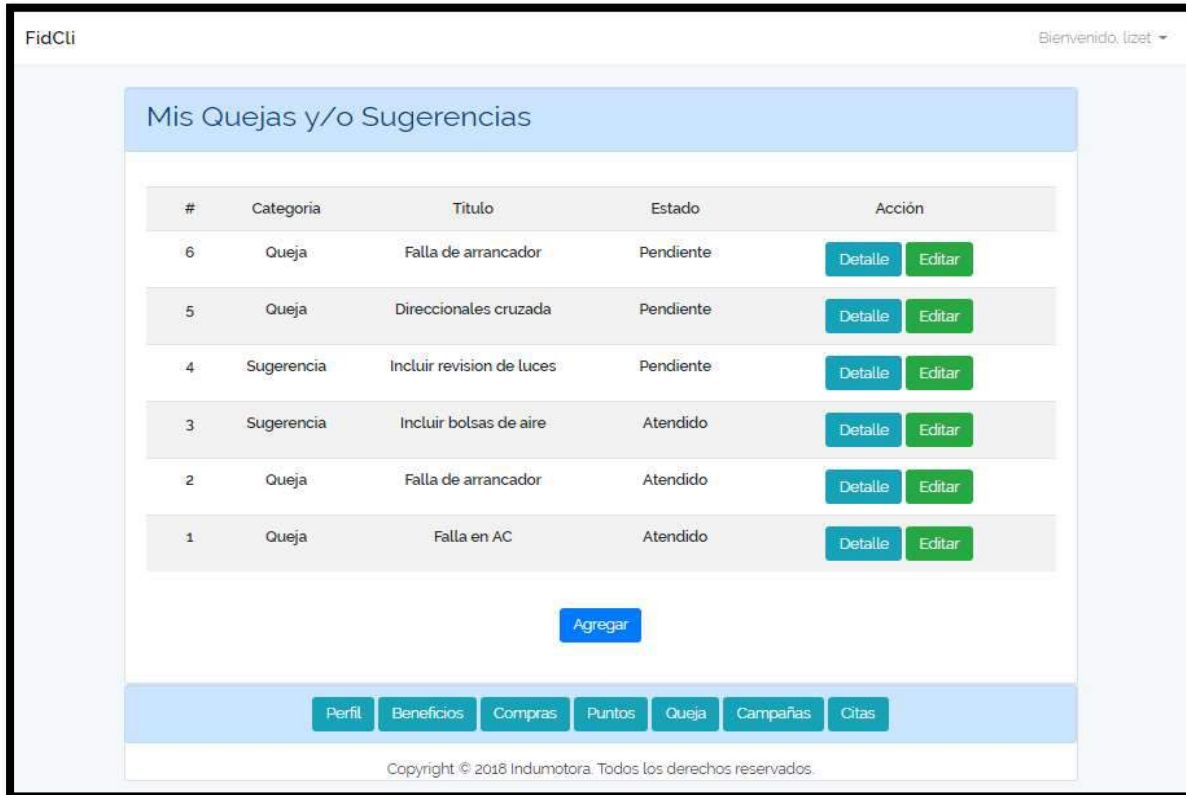 FidCli Bienvenido, lizet
Mis Quejas y/o Sugerencias
# Categoria Titulo Estado Acción
6 Queja Falla de arrancador Pendiente Detalle Editar
5 Queja Direccionales cruzada Pendiente Detalle Editar
4 Sugerencia Incluir revision de luces Pendiente Detalle Editar
3 Sugerencia Incluir bolsas de aire Atendido Detalle Editar
2 Queja Falla de arrancador Atendido Detalle Editar
1 Queja Falla en AC Atendido Detalle Editar
Agregar
Perfil Beneficios Compras Puntos Queja Campañas Citas
Copyright © 2018 Indumotora. Todos los derechos reservados.